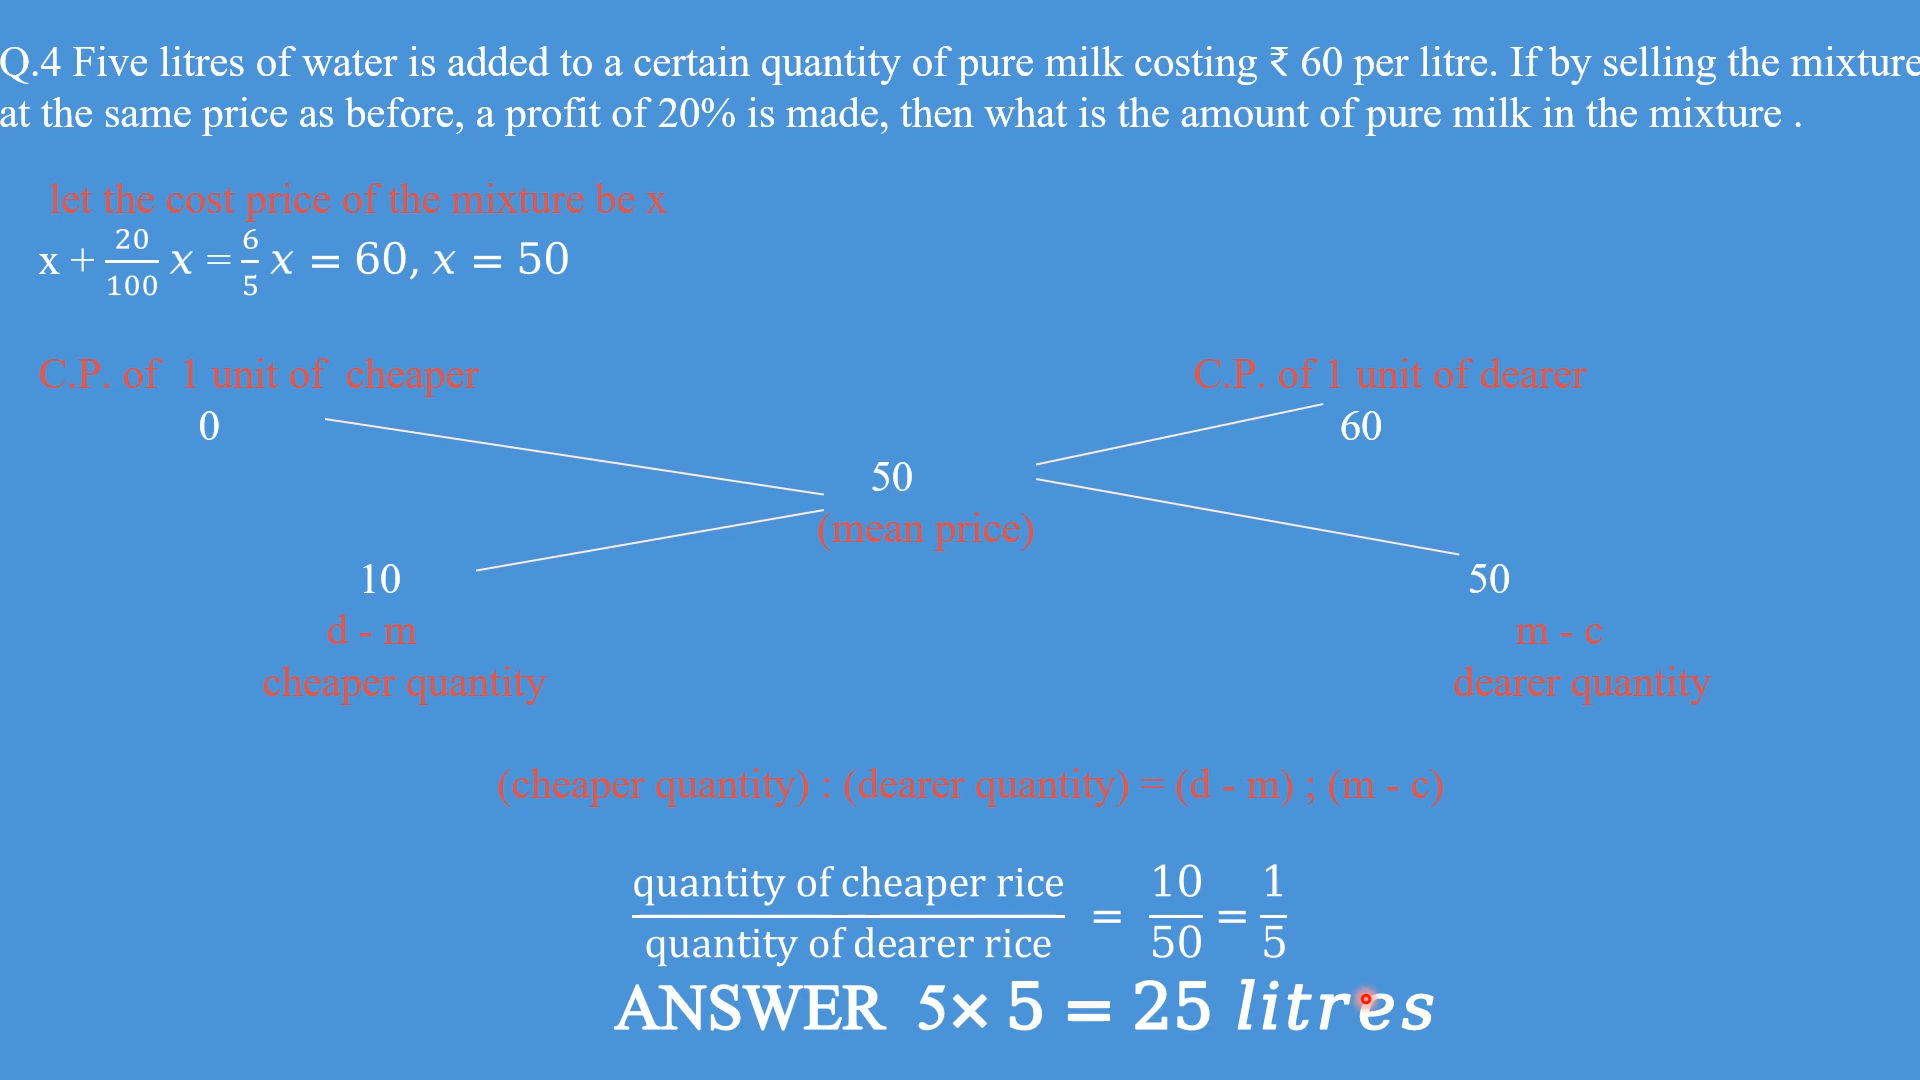 Q.4 Five litres of water is added to a certain quantity of pure milk costing ₹ 60 per litre. If by selling the mixture
at the same price as before, a profit of 20% is made, then what is the amount of pure milk in the mixture .
let the cost price of the mixture be x
x + 20/100 x = 6/5 x = 60, x = 50
C.P. of 1 unit of cheaper C.P. of 1 unit of dearer
0 60
50
(mean price)
10 50
d - m m - c
cheaper quantity dearer quantity
(cheaper quantity) : (dearer quantity) = (d - m) ; (m - c)
quantity of cheaper rice / quantity of dearer rice = 10/50 = 1/5
ANSWER 5× 5 = 25 litres